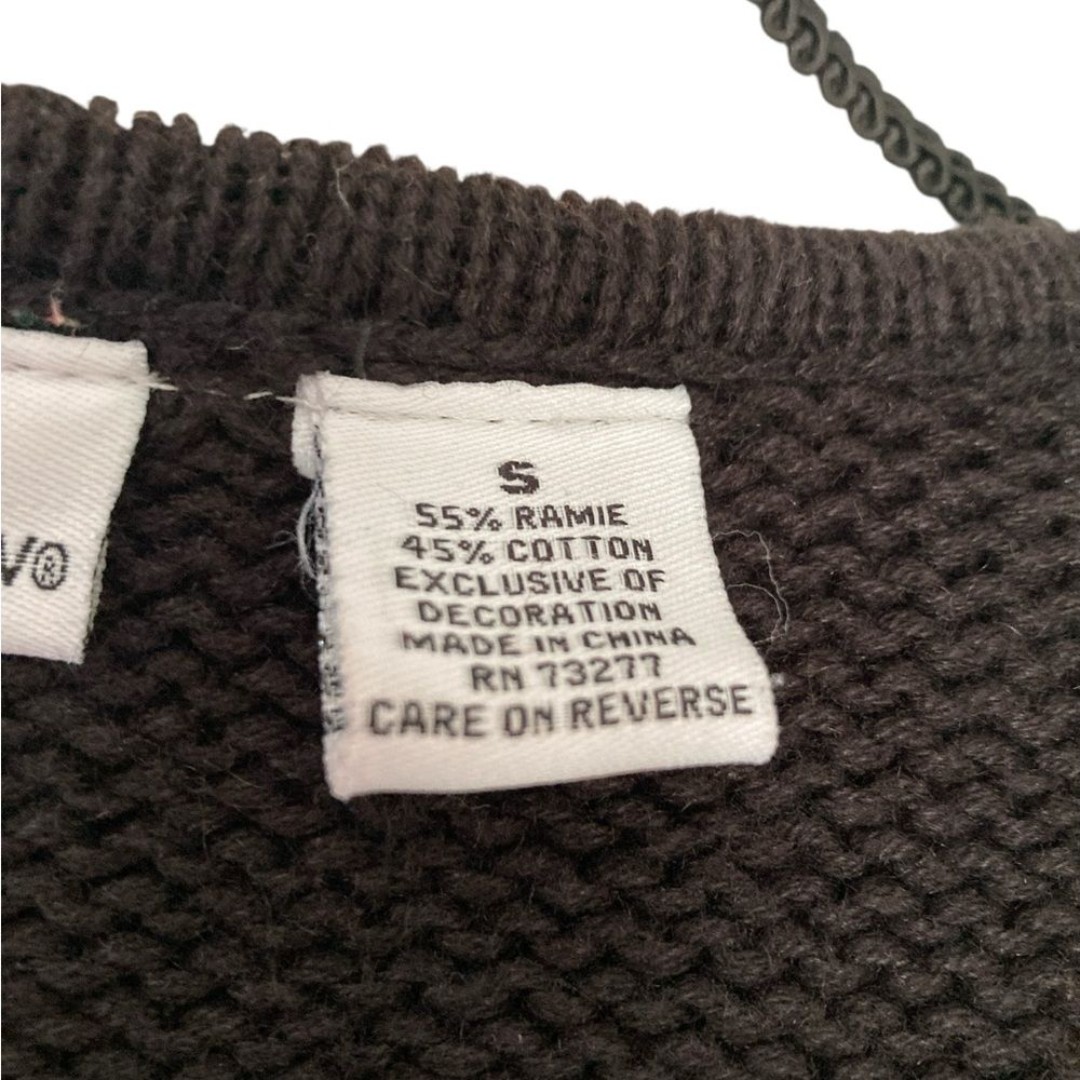 V®
S
55% RAMIE
45% COTTON
EXCLUSIVE OF
DECORATION
MADE IN CHINA
RN 73277
CARE ON REVERSE